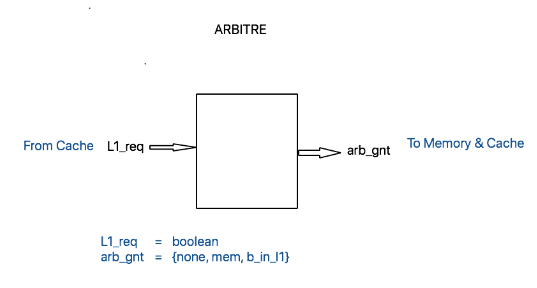 ARBITRE
From Cache L1_req
arb_gnt To Memory & Cache
L1_req = boolean
arb_gnt = {none, mem, b_in_l1}